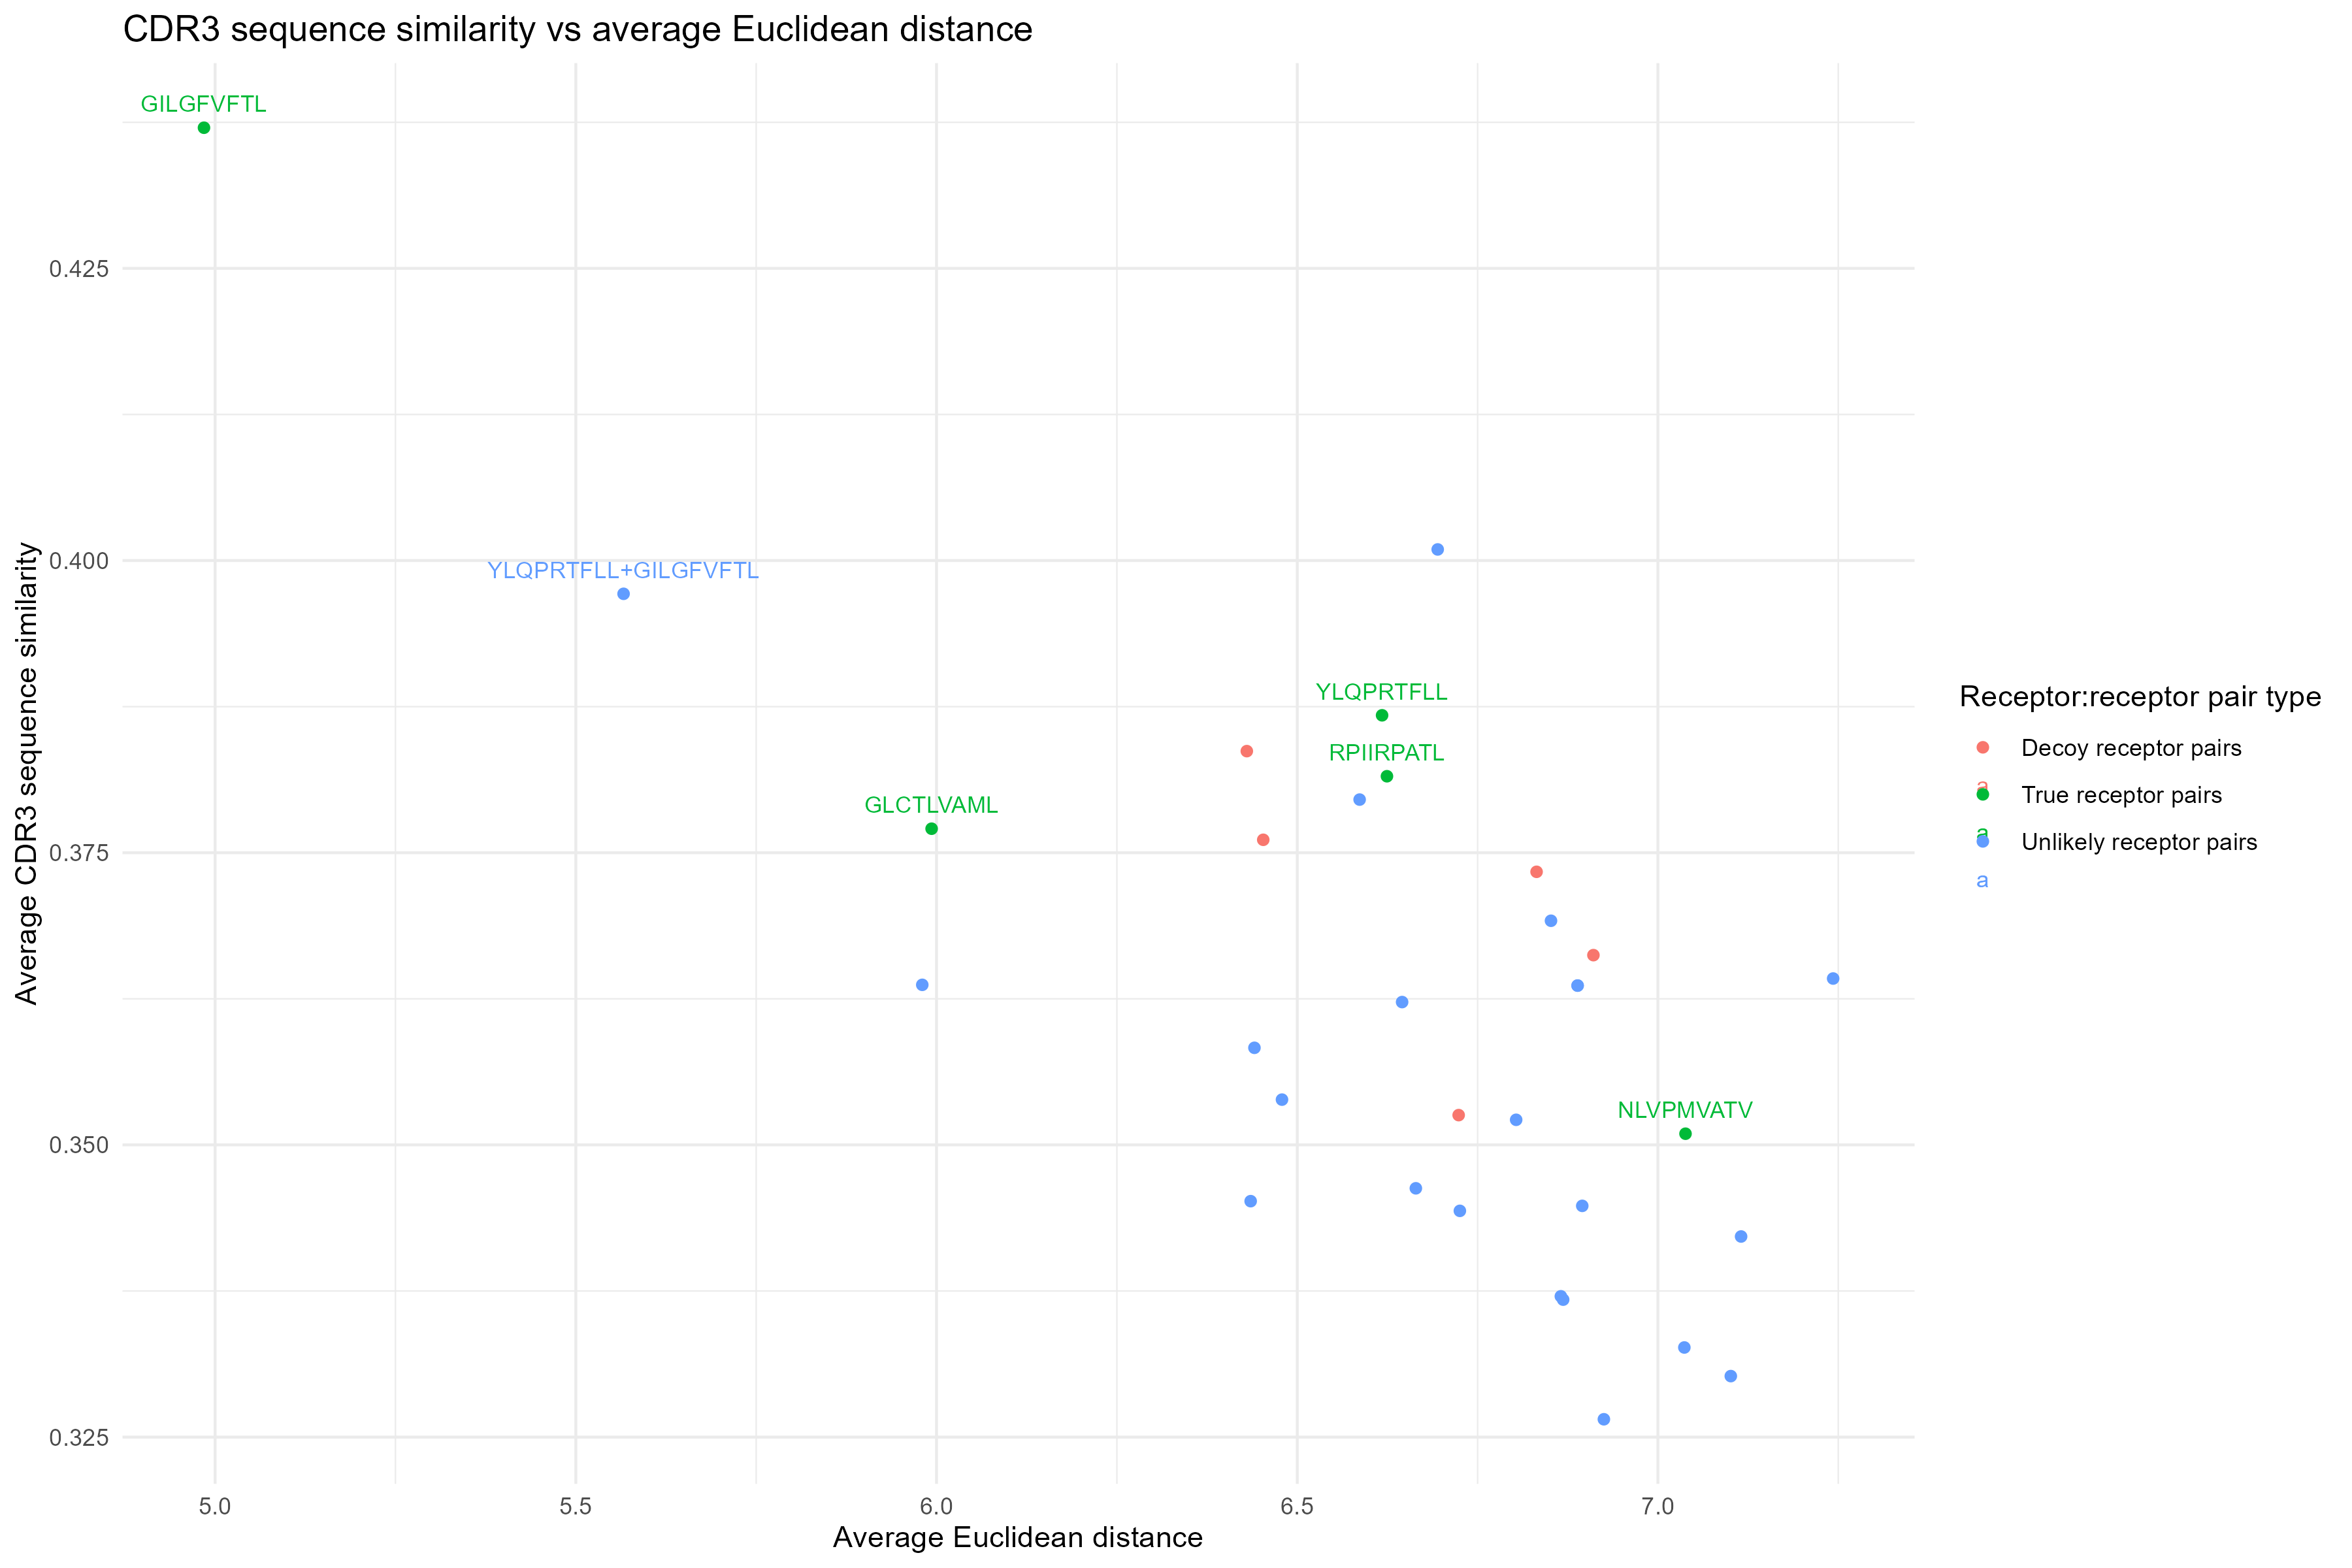 CDR3 sequence similarity vs average Euclidean distance
GILGFVFTL
0.425
0.400
YLQPRTFLL+GILGFVFTL
YLQPRTFLL
RPIIRPATL
GLCTLVAML
0.375
NLVPMVATV
0.350
0.325
Average CDR3 sequence similarity
5.0
5.5
6.0
6.5
7.0
Average Euclidean distance
Receptor:receptor pair type
Decoy receptor pairs
a
True receptor pairs
a
Unlikely receptor pairs
a